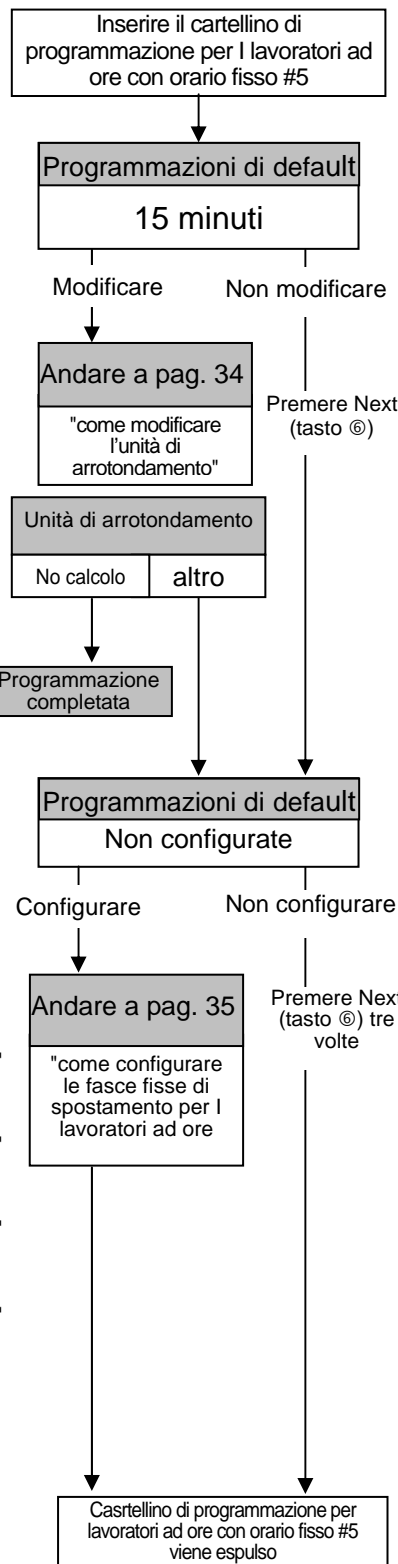 Inserire il cartellino di
programmazione per I lavoratori ad
ore con orario fisso #5
Programmazioni di default
15 minuti
Modificare
Non modificare
Andare a pag. 34
"come modificare
l'unità di
arrotondamento"
Premere Next
(tasto ⑥)
Unità di arrotondamento
No calcolo
altro
Programmazione
completata
Programmazioni di default
Non configurate
Configurare
Non configurare
Andare a pag. 35
"come configurare
le fasce fisse di
spostamento per I
lavoratori ad ore
Premere Next
(tasto ⑥) tre
volte
Casrtellino di programmazione per
lavoratori ad ore con orario fisso #5
viene espulso